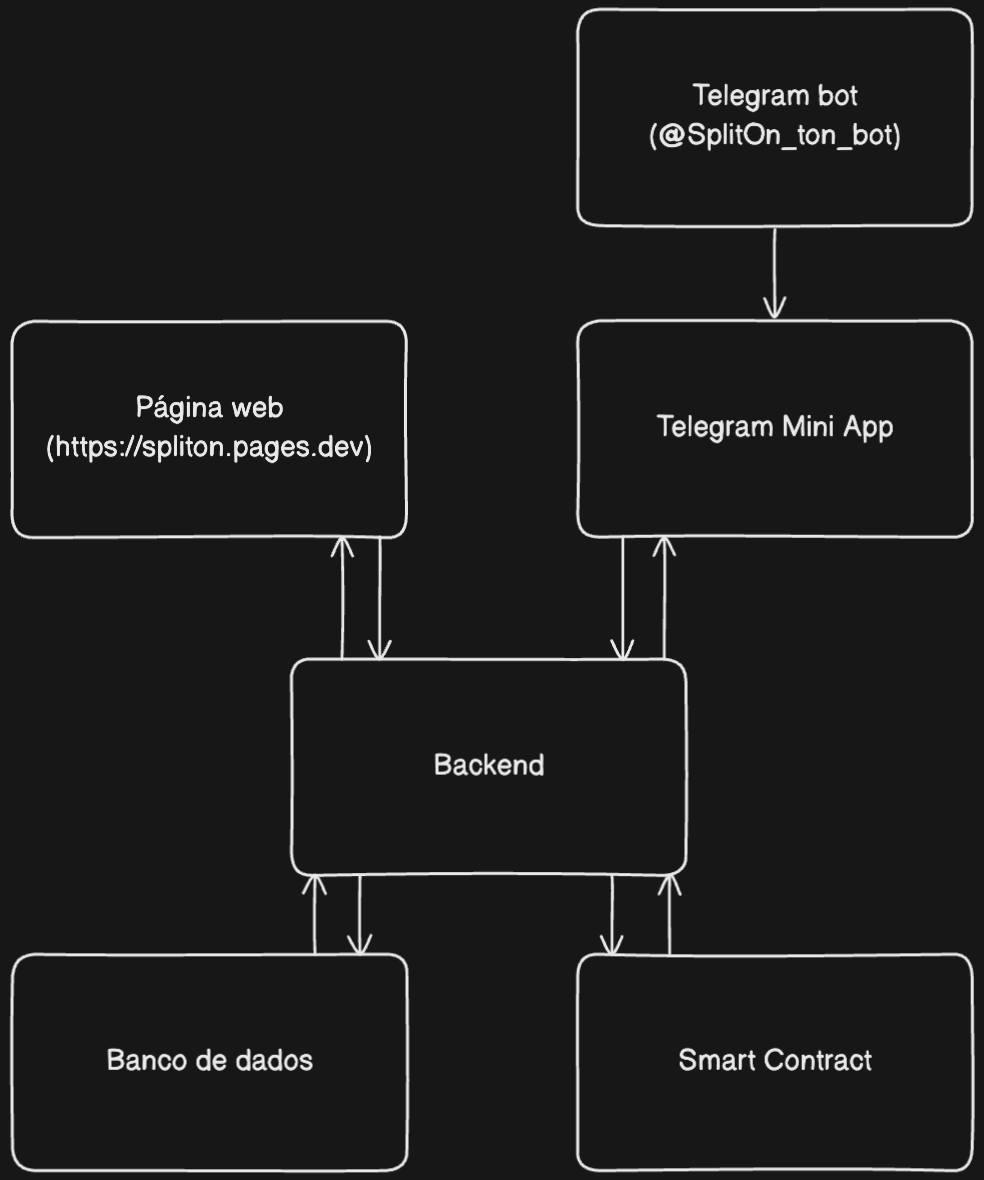 Telegram bot
(@SplitOn_ton_bot)
Página web
(https://spliton.pages.dev)
Telegram Mini App
Backend
Banco de dados
Smart Contract